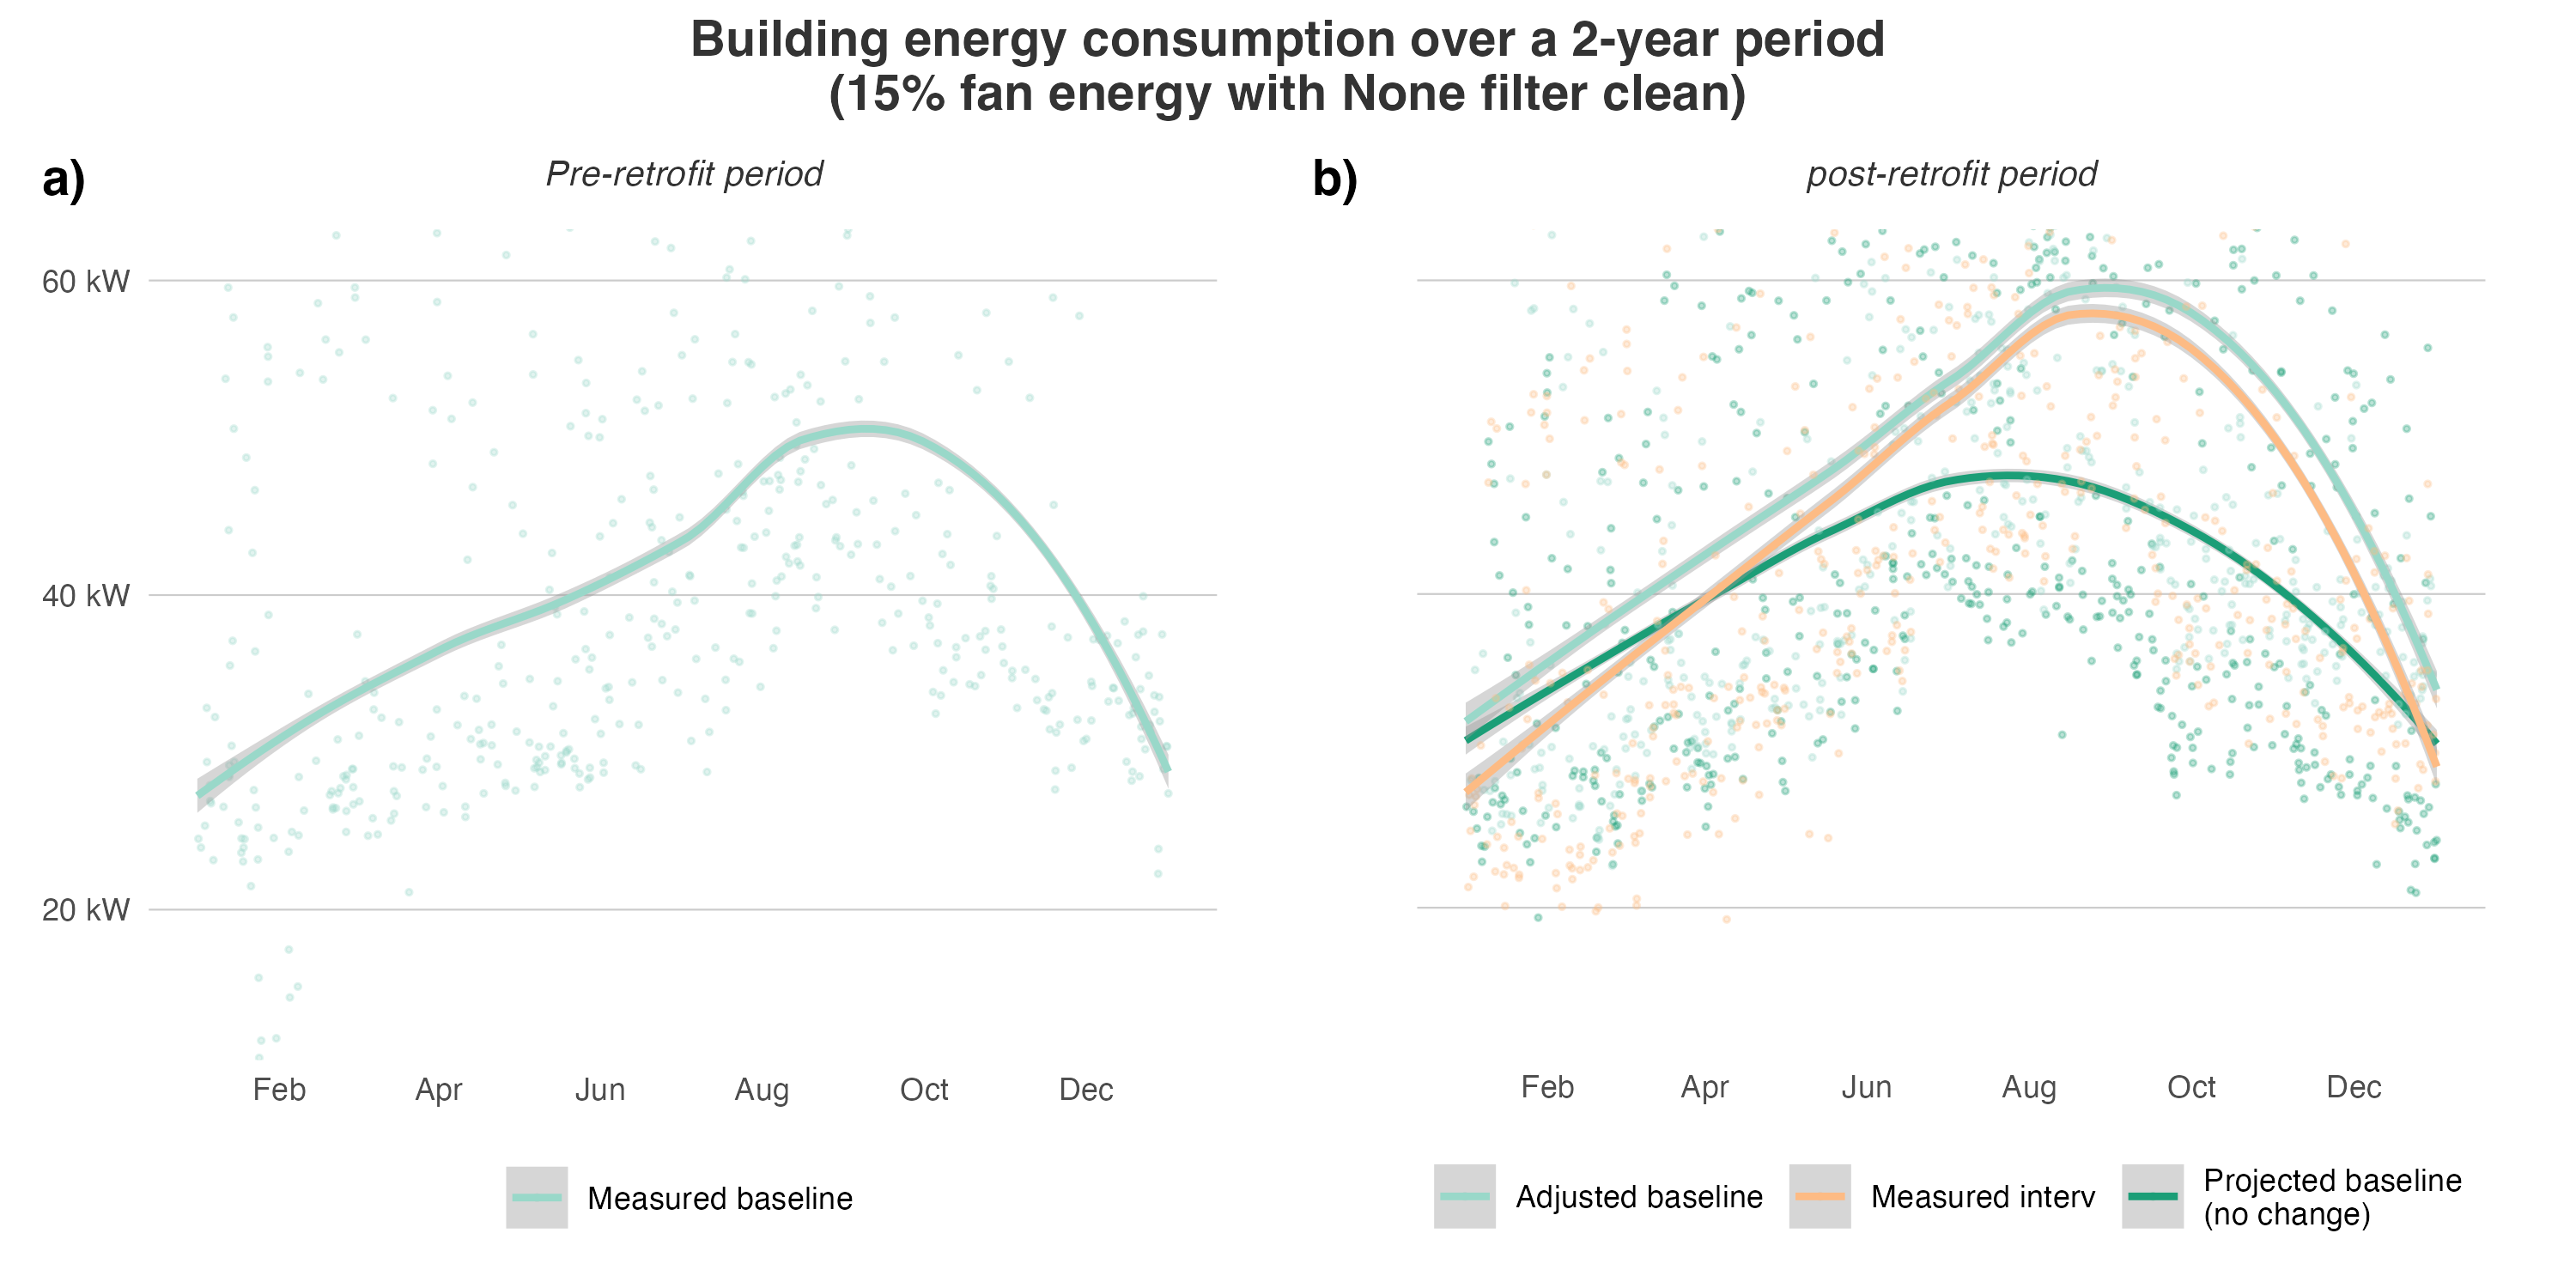 Building energy consumption over a 2-year period
(15% fan energy with None filter clean)
a)
Pre-retrofit period
60 kW
40 kW
20 kW
Feb
Apr
Jun
Aug
Oct
Dec
Measured baseline
b)
post-retrofit period
Feb
Apr
Jun
Aug
Oct
Dec
Adjusted baseline
Measured interv
Projected baseline
(no change)